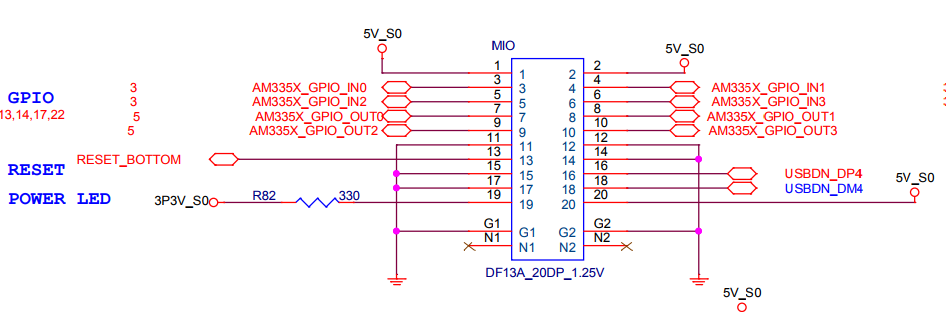 5V_S0
MIO
5V_S0
1 1 2 2
3 AM335X_GPIO_IN0 3 3 4 4 AM335X_GPIO_IN1
GPIO 3 AM335X_GPIO_IN2 5 5 6 6 AM335X_GPIO_IN3
13,14,17,22 5 AM335X_GPIO_OUT0 7 7 8 8 AM335X_GPIO_OUT1
5 AM335X_GPIO_OUT2 9 9 10 10 AM335X_GPIO_OUT3
11 11 12 12
RESET_BOTTOM 13 13 14 14
RESET 15 15 16 16 USBDN_DP4
17 17 18 18 USBDN_DM4 5V_S0
POWER LED 3P3V_S0 R82 330 19 19 20 20
G1 G1 G2 G2
N1 N1 N2 N2
DF13A_20DP_1.25V
5V_S0